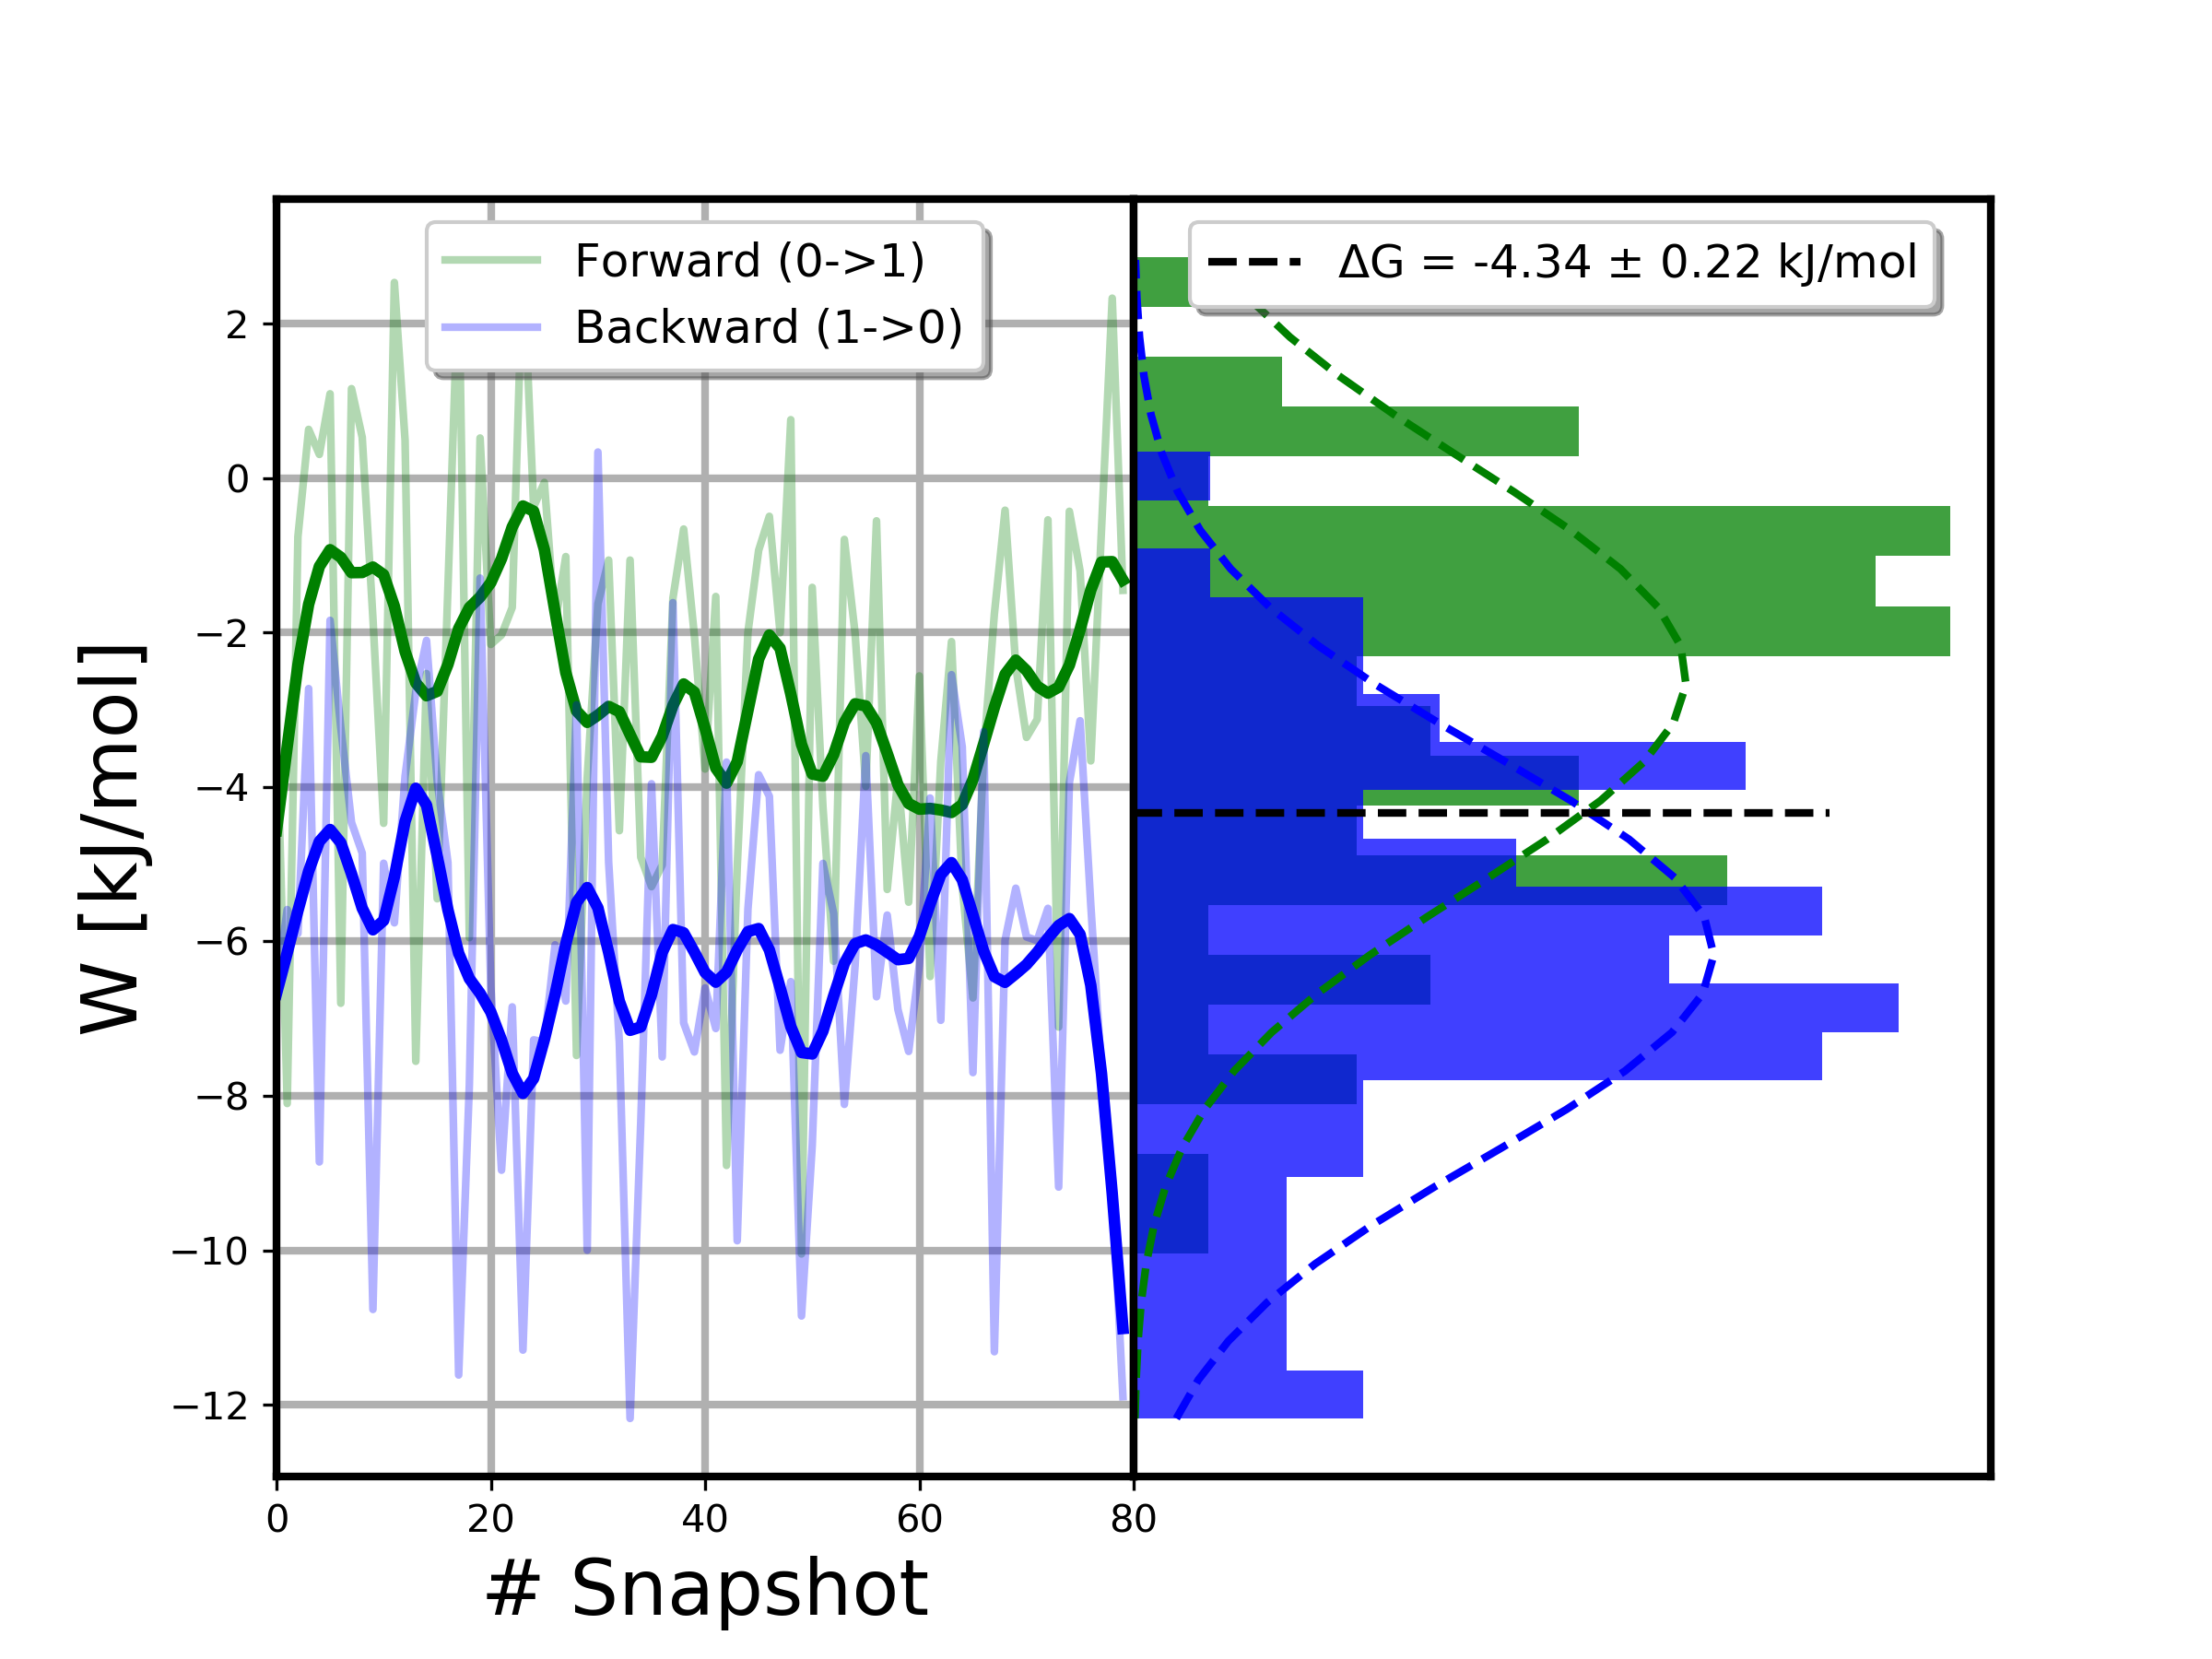 Forward (0->1)
Backward (1->0)
ΔG = -4.34 ± 0.22 kJ/mol
W [kJ/mol]
2
0
−2
−4
−6
−8
−10
−12
0 20 40 60 80
# Snapshot